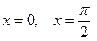 x = 0, x = π/2